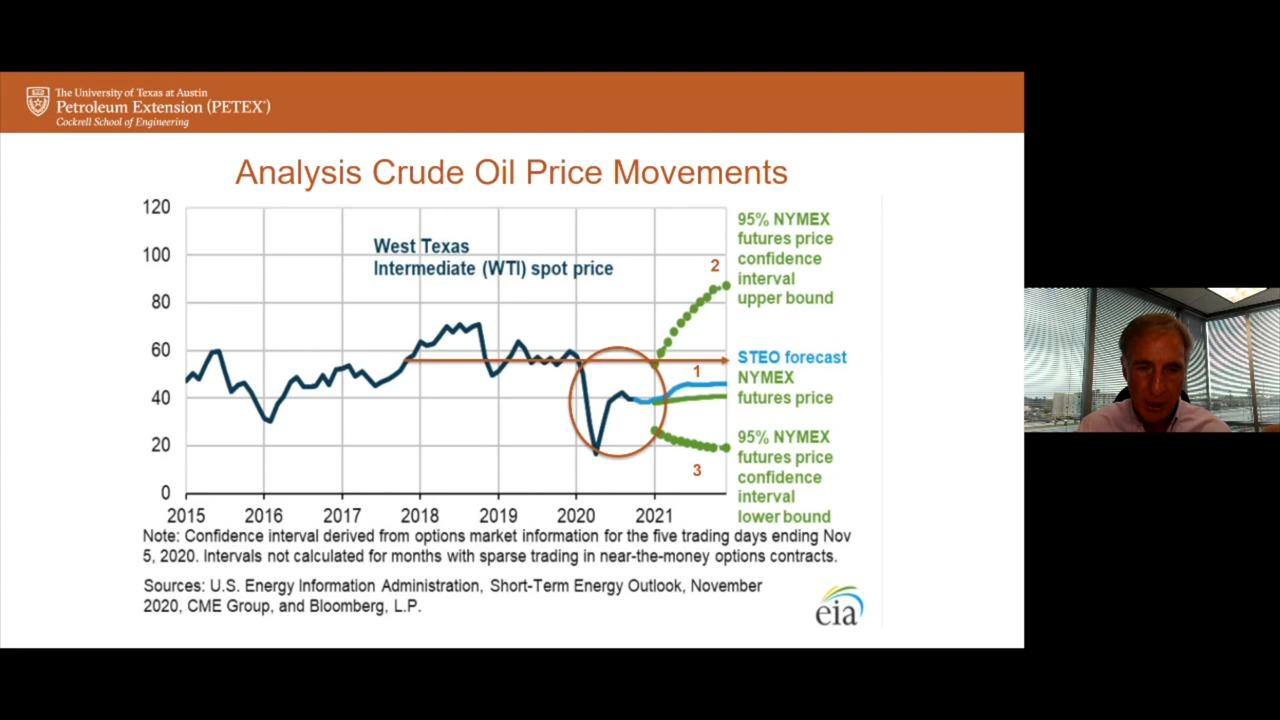 The University of Texas at Austin
Petroleum Extension (PETEX®)
Cockrell School of Engineering
Analysis Crude Oil Price Movements
120
100
80
60
40
20
0
2015 2016 2017 2018 2019 2020 2021
West Texas
Intermediate (WTI) spot price
95% NYMEX
futures price
confidence
interval
upper bound
2
STEO forecast
1
NYMEX
futures price
95% NYMEX
futures price
confidence
interval
lower bound
3
Note: Confidence interval derived from options market information for the five trading days ending Nov
5, 2020. Intervals not calculated for months with sparse trading in near-the-money options contracts.
Sources: U.S. Energy Information Administration, Short-Term Energy Outlook, November
2020, CME Group, and Bloomberg, L.P.
eia